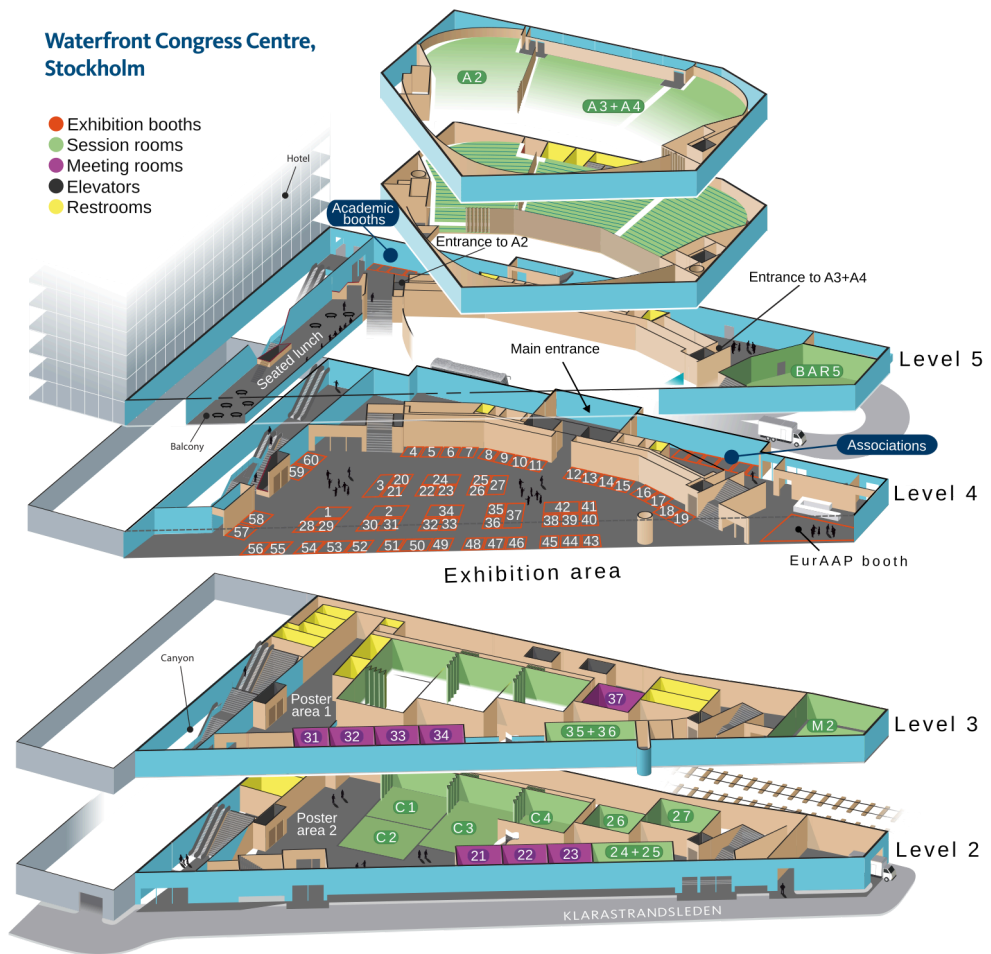 Waterfront Congress Centre,
Stockholm
Exhibition booths
Session rooms
Meeting rooms
Elevators
Restrooms
Hotel
A2
A3+A4
Academic
booths
Entrance to A2
Entrance to A3+A4
Main entrance
Seated lunch
Balcony
BAR5
Level 5
Associations
Level 4
60
59
4 5 6 7 8 9 10 11
12 13 14 15 16 17 18 19
3 20 24 25
21 22 23 26 27
58
57
1 2 34 35 37 42 41
28 29 30 31 32 33 36 38 39 40
56 55 54 53 52 51 50 49 48 47 46 45 44 43
EurAAP booth
Exhibition area
Canyon
Poster
area 1
37
31 32 33 34
35+36
M2
Level 3
Poster
area 2
C1
C2
C3
C4
26
27
21 22 23 24+25
Level 2
KLARASTRANDSLEDEN